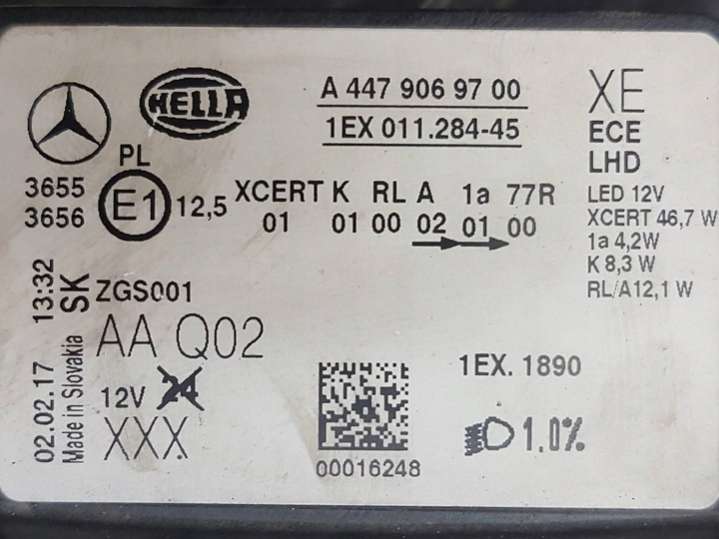 HELLA
A 447 906 97 00
1EX 011.284-45
XE
ECE
LHD
PL
3655
3656
E1
12,5
XCERT K RL A 1a 77R
01 01 00 02 01 00
LED 12V
XCERT 46,7 W
1a 4,2W
K 8,3 W
RL/A12,1 W
02.02.17 13:32
Made in Slovakia SK
ZGS001
AA Q02
12V 24
XXX
00016248
1EX. 1890
1.0%